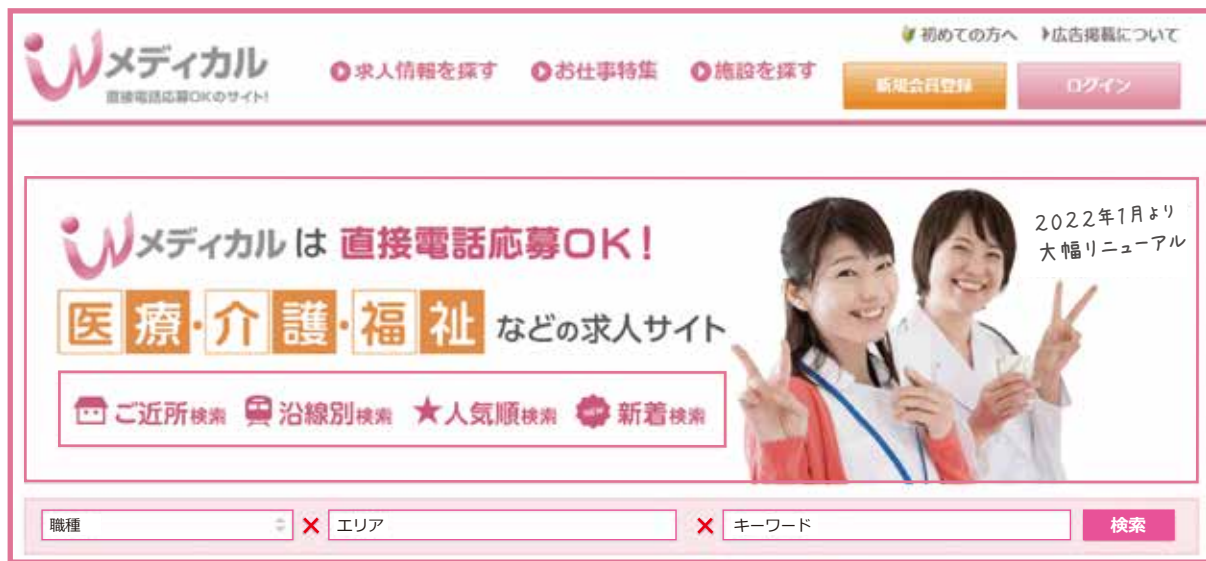 初めての方へ 広告掲載について
wメディカル
直接電話応募OKのサイト!
求人情報を探す お仕事特集 施設を探す
新規会員登録 ログイン
wメディカルは 直接電話応募OK!
医療・介護・福祉 などの求人サイト
2022年1月より
大幅リニューアル
ご近所検索 沿線別検索 人気順検索 NEW 新着検索
職種 × エリア × キーワード 検索